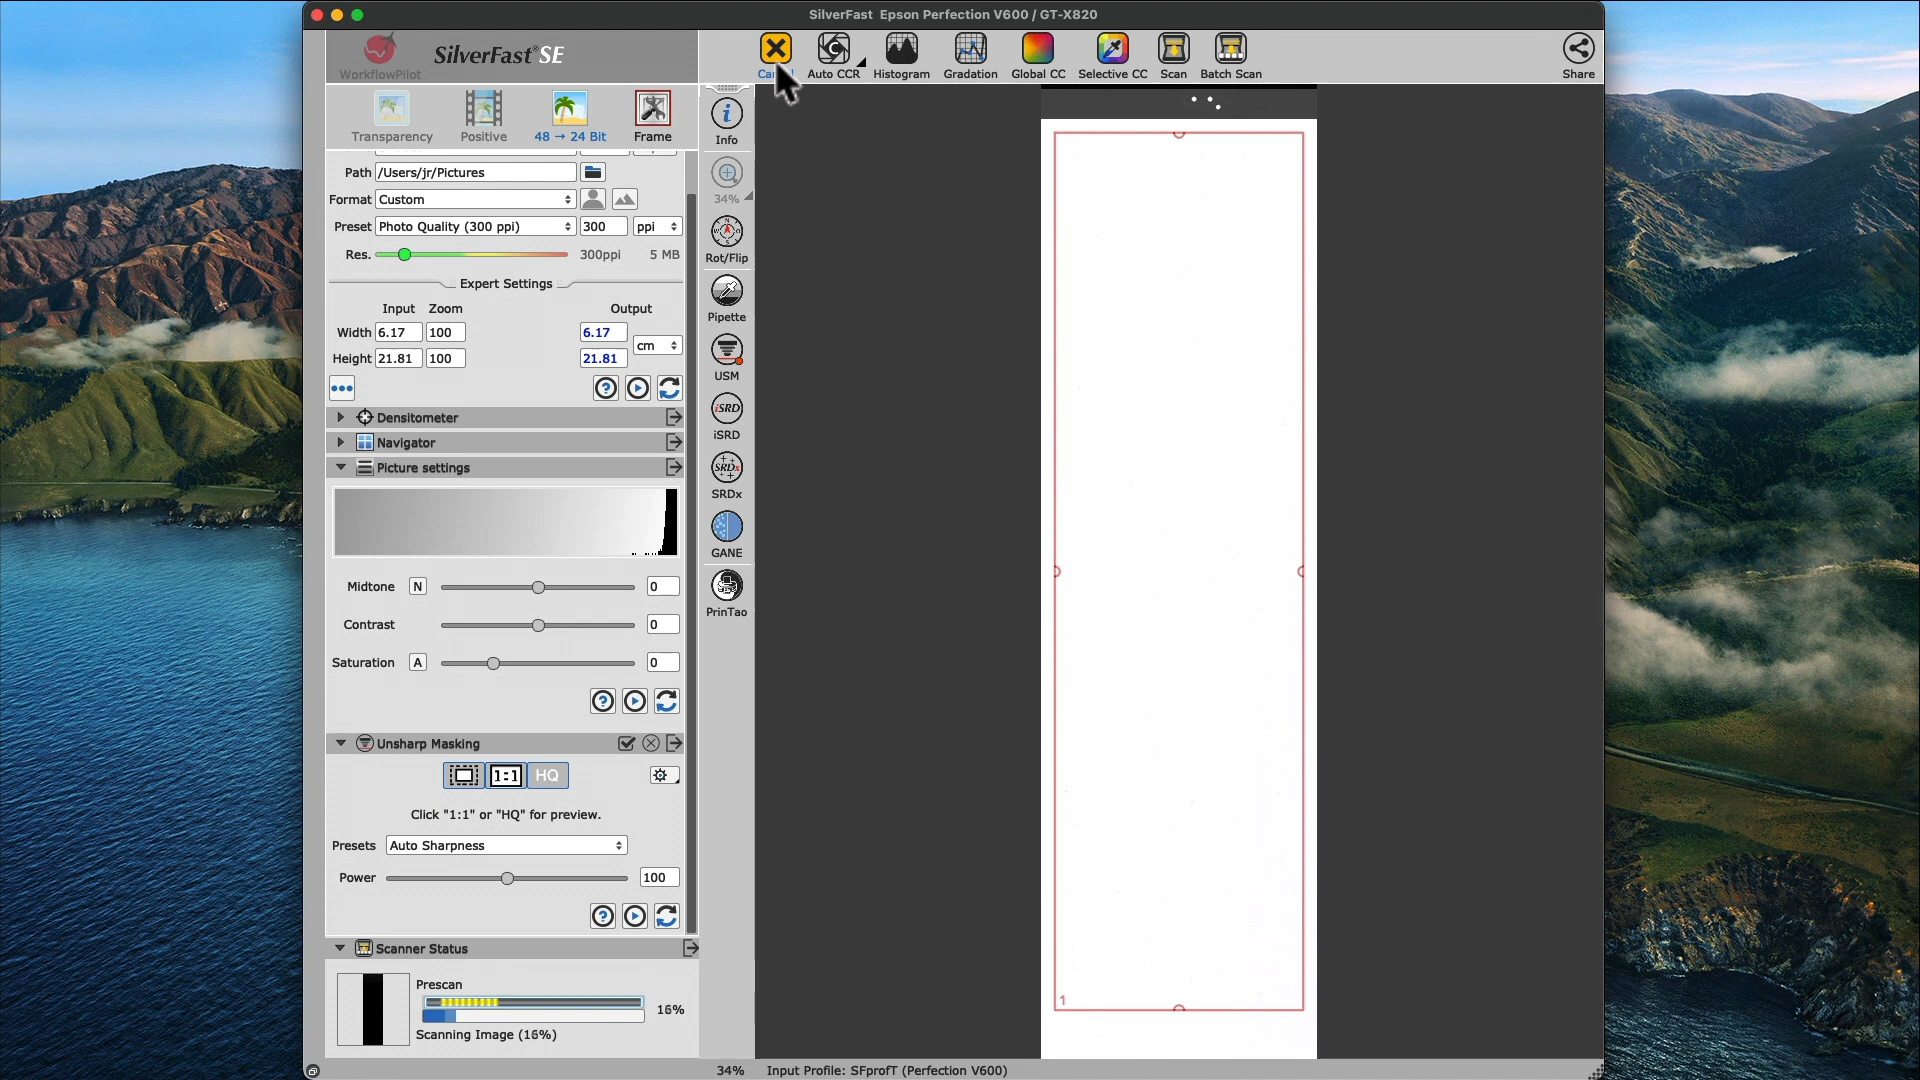 SilverFast Epson Perfection V600 / GT-X820
WorkflowPilot
SilverFast® SE
Auto CCR
Histogram
Gradation
Global CC
Selective CC
Scan
Batch Scan
Share
Transparency
Positive
48 → 24 Bit
Frame
Path /Users/jr/Pictures
Format Custom
Preset Photo Quality (300 ppi) 300 ppi
Res. 300ppi 5 MB
Expert Settings
Input Zoom Output
Width 6.17 100 6.17
cm
Height 21.81 100 21.81
Densitometer
Navigator
Picture settings
Midtone N 0
Contrast 0
Saturation A 0
Unsharp Masking
1:1 HQ
Click "1:1" or "HQ" for preview.
Presets Auto Sharpness
Power 100
Scanner Status
Prescan
16%
Scanning Image (16%)
Info
34%
Rot/Flip
Pipette
USM
iSRD
iSRD
SRDx
SRDx
GANE
PrinTao
1
34% Input Profile: SFprofT (Perfection V600)